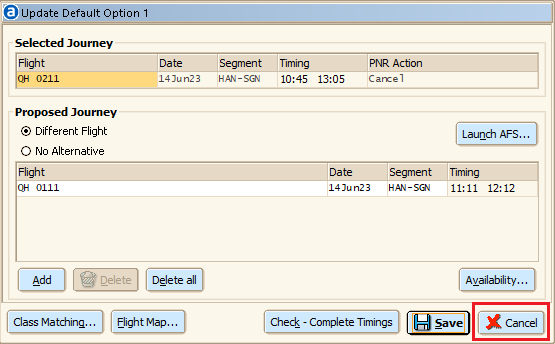 a Update Default Option 1
Selected Journey
Flight Date Segment Timing PNR Action
QH 0211 14Jun23 HAN-SGN 10:45 13:05 Cancel
Proposed Journey
Different Flight
Launch AFS...
No Alternative
Flight Date Segment Timing
QH 0111 14Jun23 HAN-SGN 11:11 12:12
Add Delete Delete all Availability...
Class Matching... Flight Map... Check - Complete Timings Save Cancel